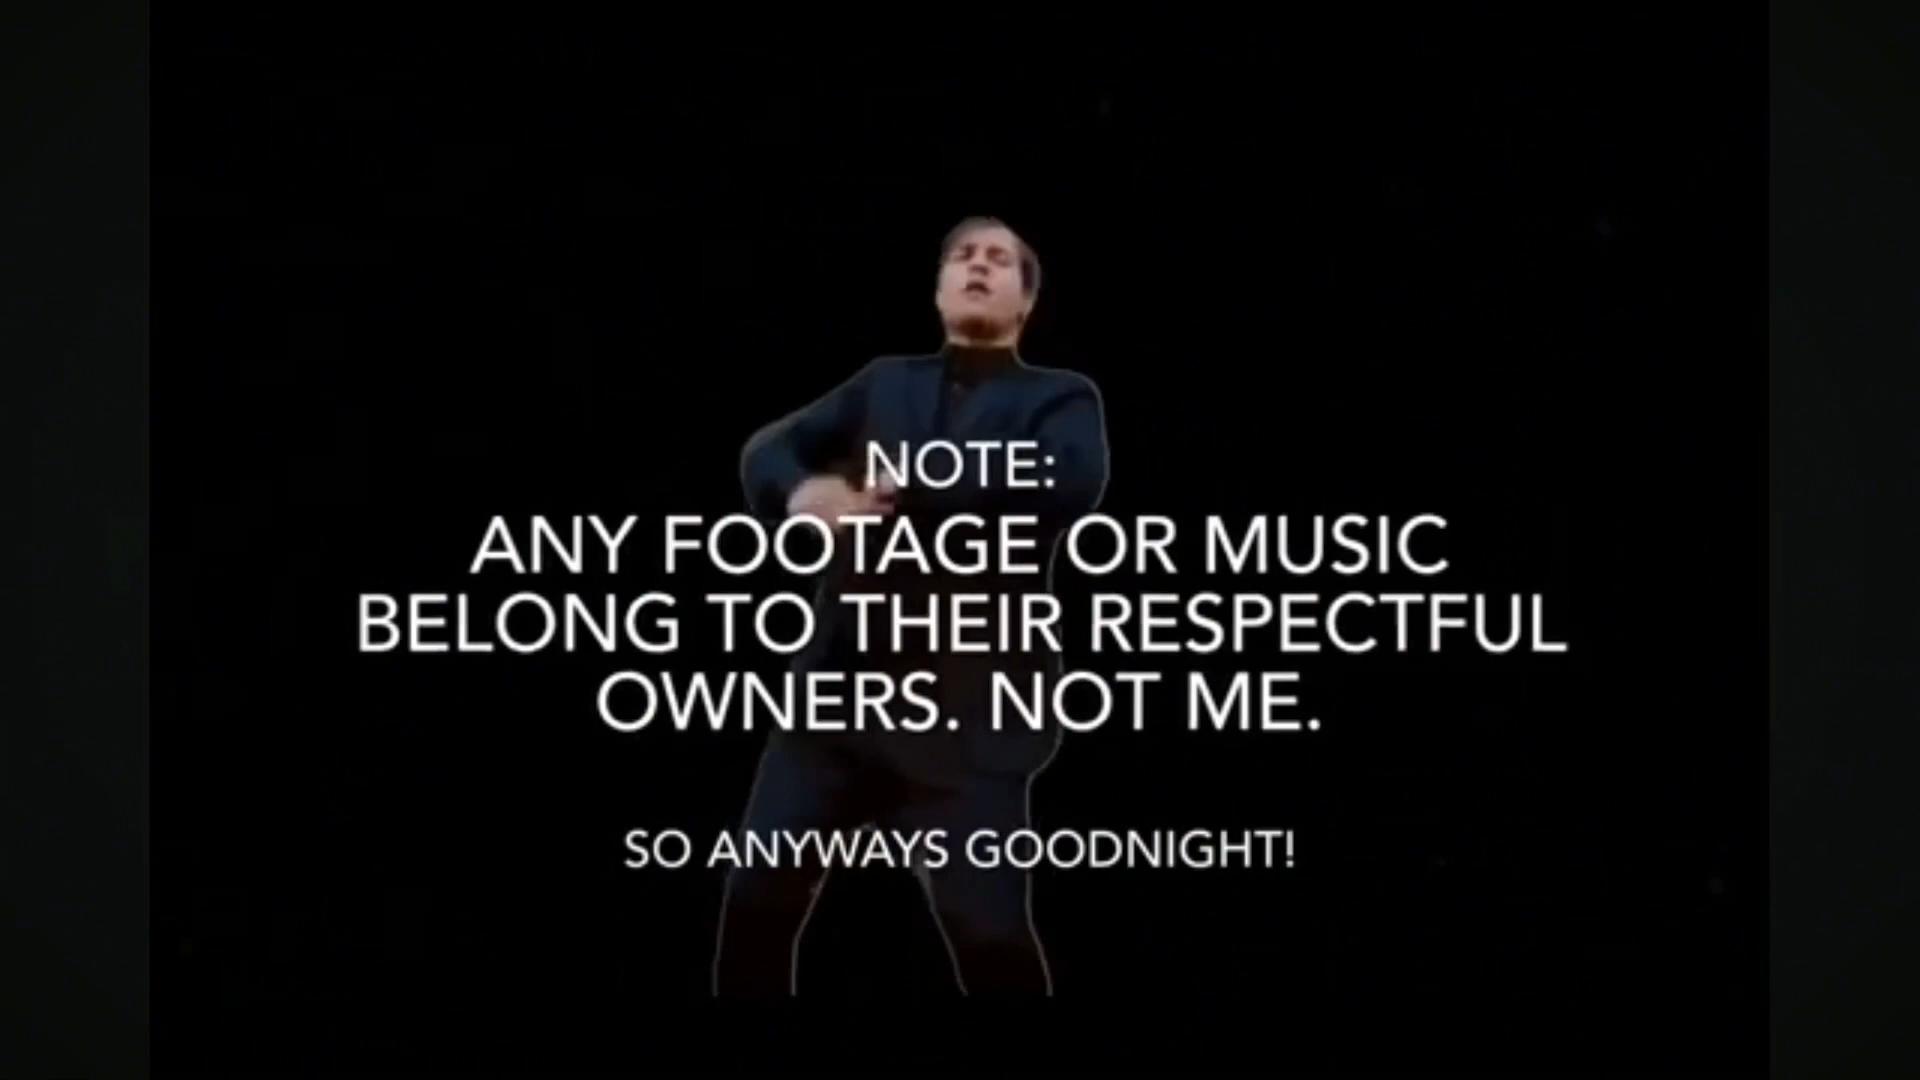 NOTE:
ANY FOOTAGE OR MUSIC
BELONG TO THEIR RESPECTFUL
OWNERS. NOT ME.
SO ANYWAYS GOODNIGHT!